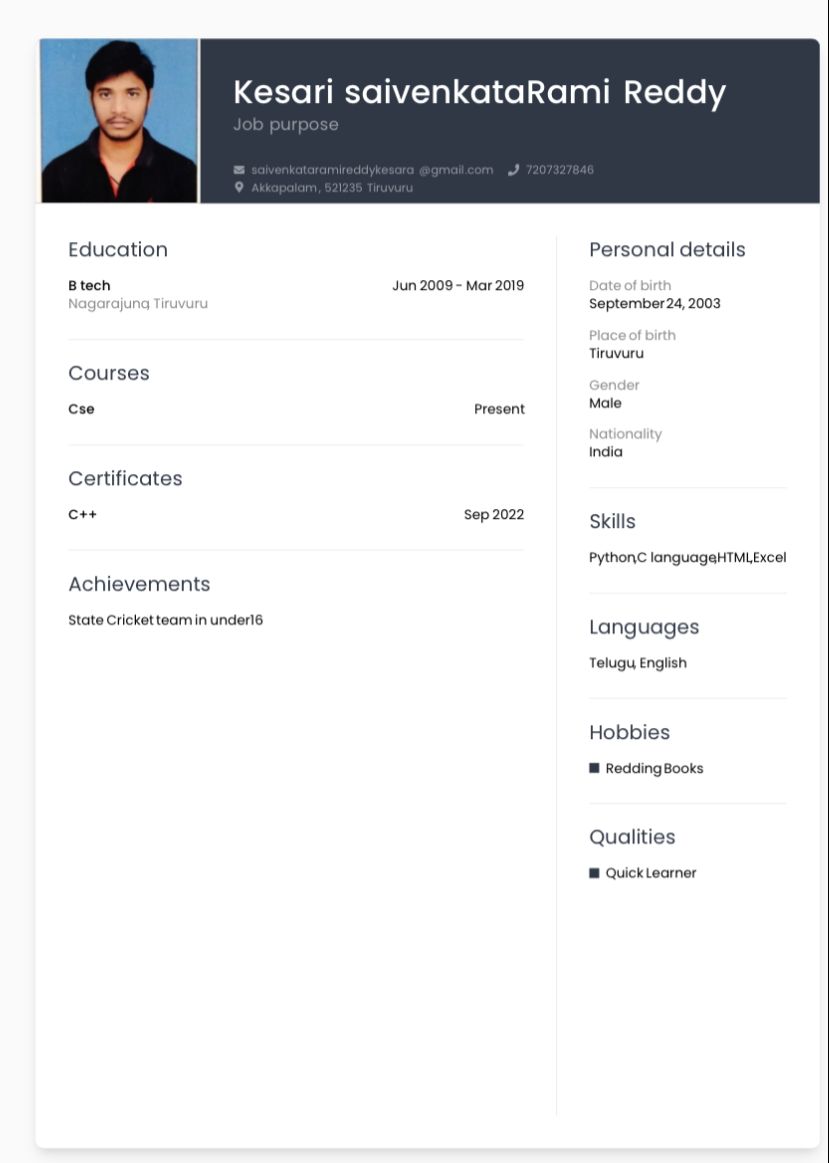 Kesari saivenkataRami Reddy
Job purpose
saivenkataramireddykesara @gmail.com 7207327846
Akkapalam, 521235 Tiruvuru
Education
B tech Jun 2009 - Mar 2019
Nagarajuna, Tiruvuru
Courses
Cse Present
Certificates
C++ Sep 2022
Achievements
State Cricket team in under16
Personal details
Date of birth
September 24, 2003
Place of birth
Tiruvuru
Gender
Male
Nationality
India
Skills
Python,C language,HTML,Excel
Languages
Telugu, English
Hobbies
Redding Books
Qualities
Quick Learner